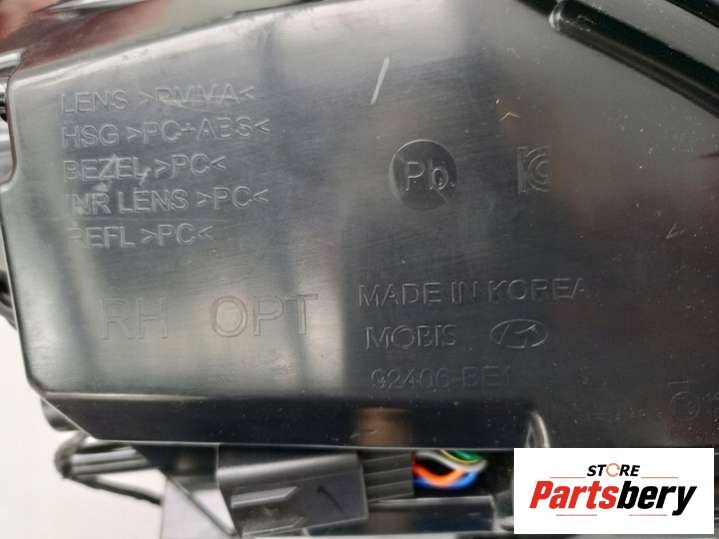 LENS >PMMA<
HSG >PC+ABS<
BEZEL >PC<
INR LENS >PC<
REFL >PC<
Pb
RH OPT
MADE IN KOREA
MOBIS
92406-BE1
STORE
Partsbery